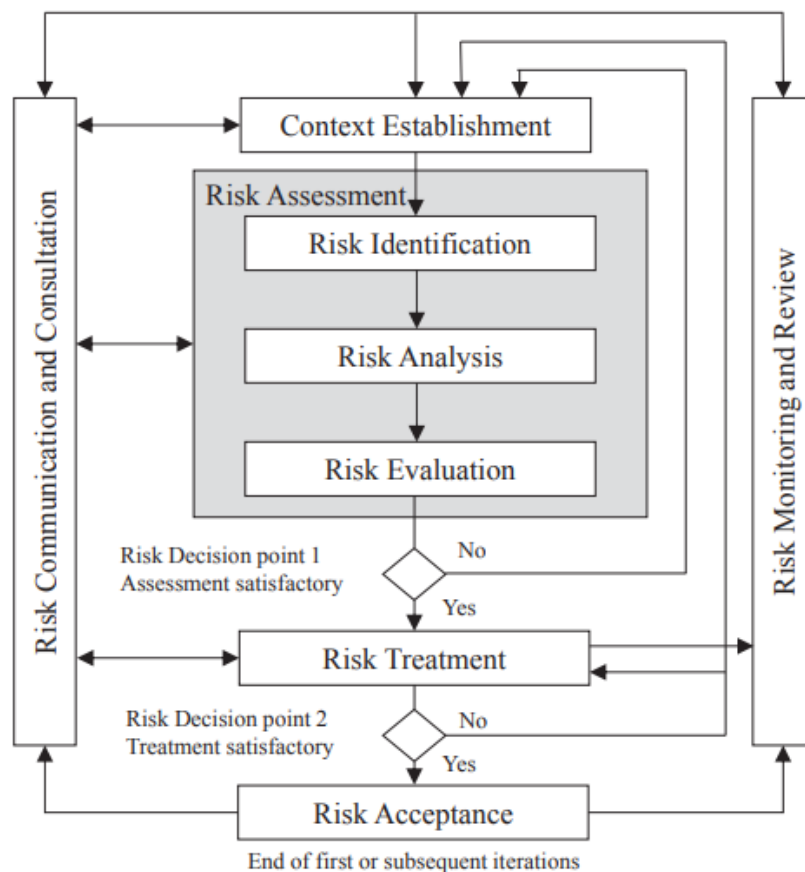 Context Establishment
Risk Assessment
Risk Identification
Risk Analysis
Risk Evaluation
Risk Communication and Consultation
Risk Monitoring and Review
Risk Decision point 1
Assessment satisfactory
No
Yes
Risk Treatment
Risk Decision point 2
Treatment satisfactory
No
Yes
Risk Acceptance
End of first or subsequent iterations